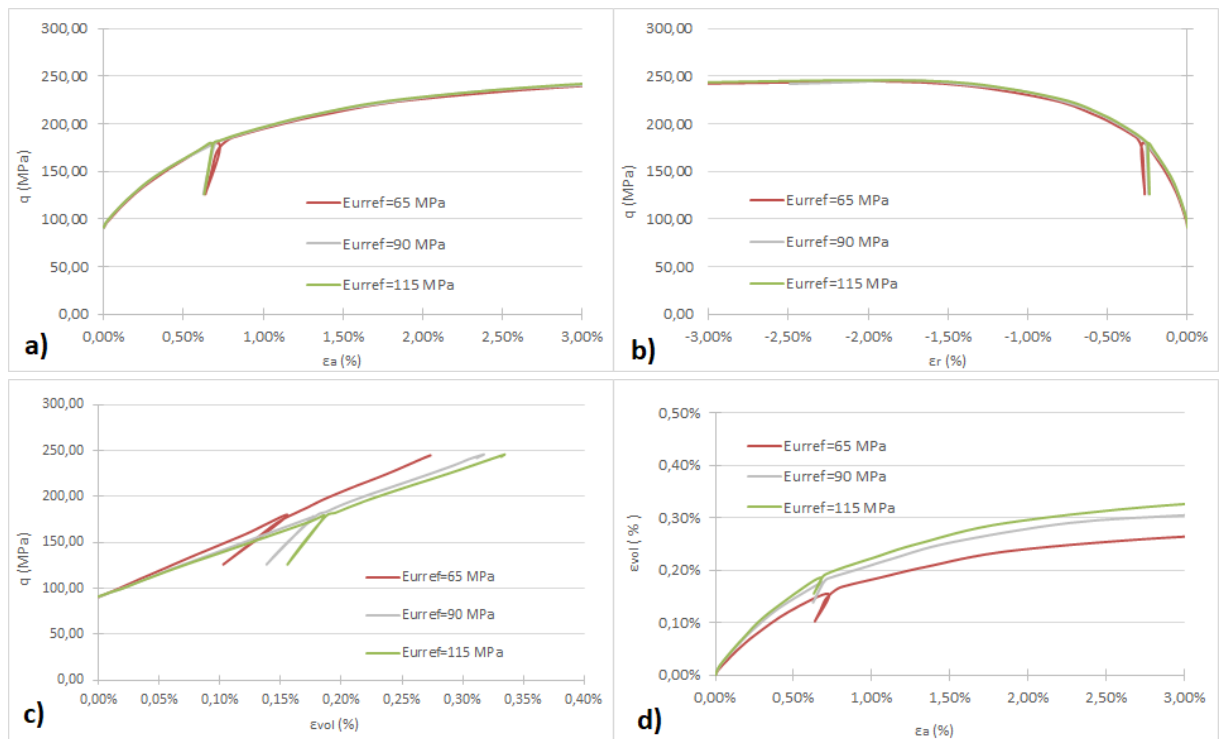 300,00
250,00
200,00
150,00
100,00
50,00
0,00
q (MPa)
Eurref=65 MPa
Eurref=90 MPa
Eurref=115 MPa
0,00% 0,50% 1,00% 1,50% 2,00% 2,50% 3,00%
εa (%)
a)
300,00
250,00
200,00
150,00
100,00
50,00
0,00
q (MPa)
Eurref=65 MPa
Eurref=90 MPa
Eurref=115 MPa
-3,00% -2,50% -2,00% -1,50% -1,00% -0,50% 0,00%
εr (%)
b)
300,00
250,00
200,00
150,00
100,00
50,00
0,00
q (MPa)
Eurref=65 MPa
Eurref=90 MPa
Eurref=115 MPa
0,00% 0,05% 0,10% 0,15% 0,20% 0,25% 0,30% 0,35% 0,40%
εvol (%)
c)
0,50%
0,40%
0,30%
0,20%
0,10%
0,00%
εvol ( % )
Eurref=65 MPa
Eurref=90 MPa
Eurref=115 MPa
0,00% 0,50% 1,00% 1,50% 2,00% 2,50% 3,00%
εa (%)
d)